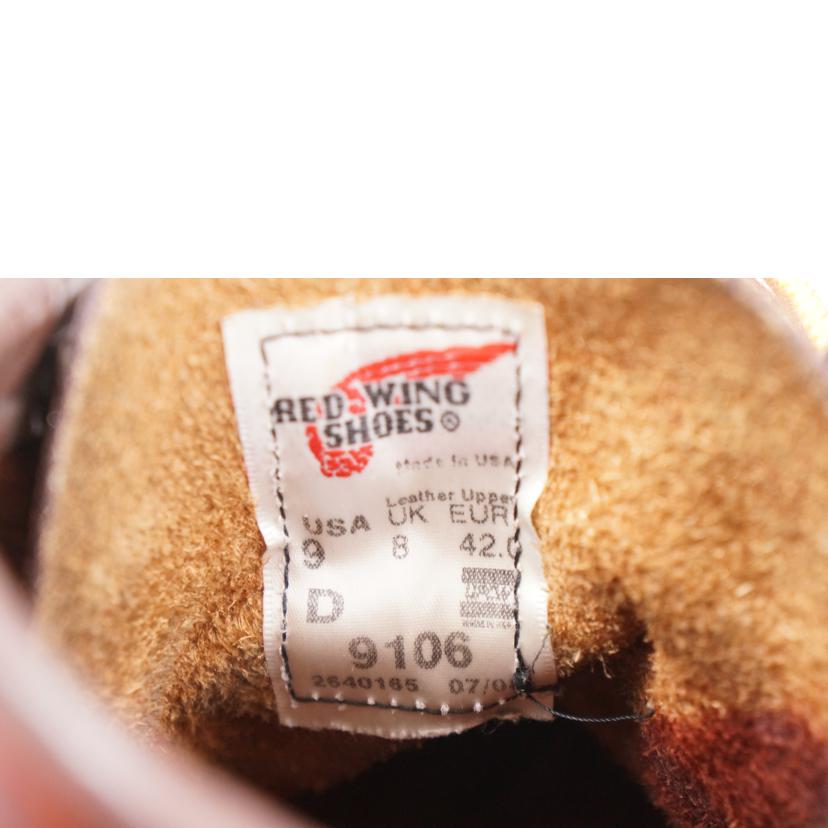 RED WING
SHOES ®
Made in USA
Leather Upper
USA UK EUR
9 8 42.0
D
9106
2640165 07/0